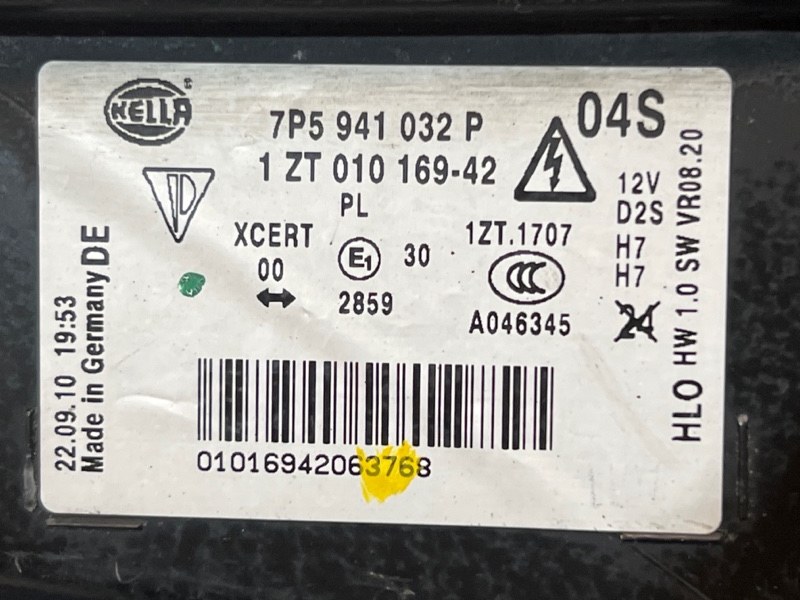 HELLA
7P5 941 032 P
04S
1 ZT 010 169-42
PL
12V
D2S
H7
H7
24
XCERT
00
E1
30
2859
1ZT.1707
CCC
A046345
01016942063768
22.09.10 19:53
Made in Germany DE
HLO HW 1.0 SW VR08.20